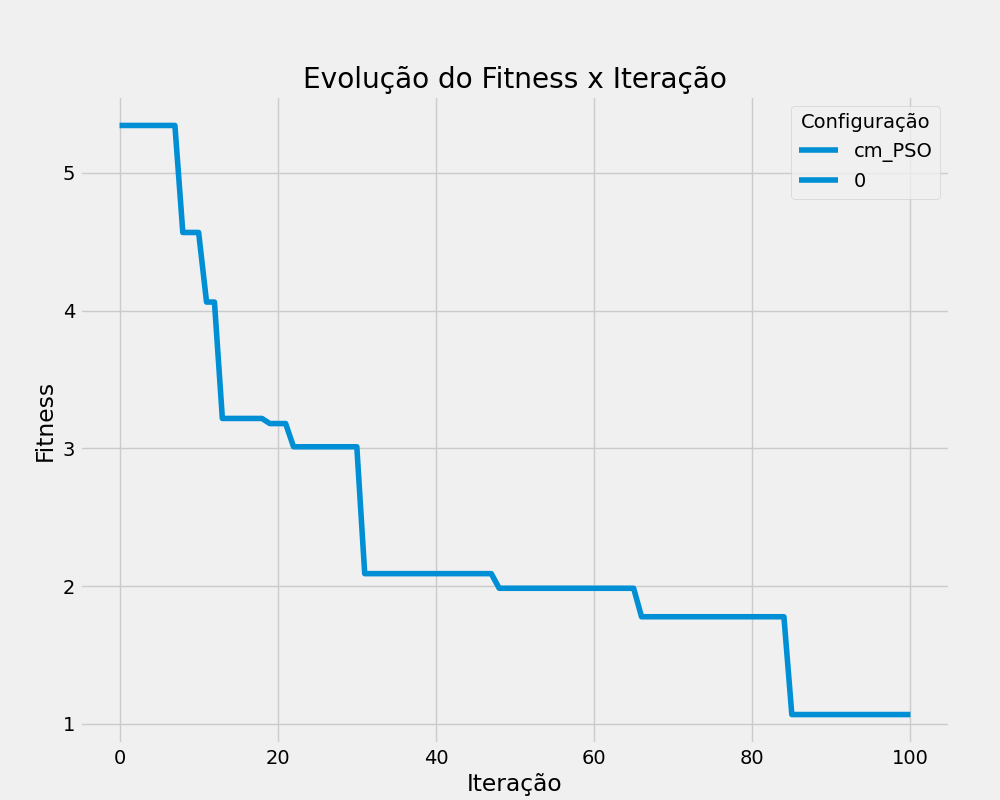 Evolução do Fitness x Iteração
Configuração
cm_PSO
0
5
4
3
2
1
Fitness
0 20 40 60 80 100
Iteração